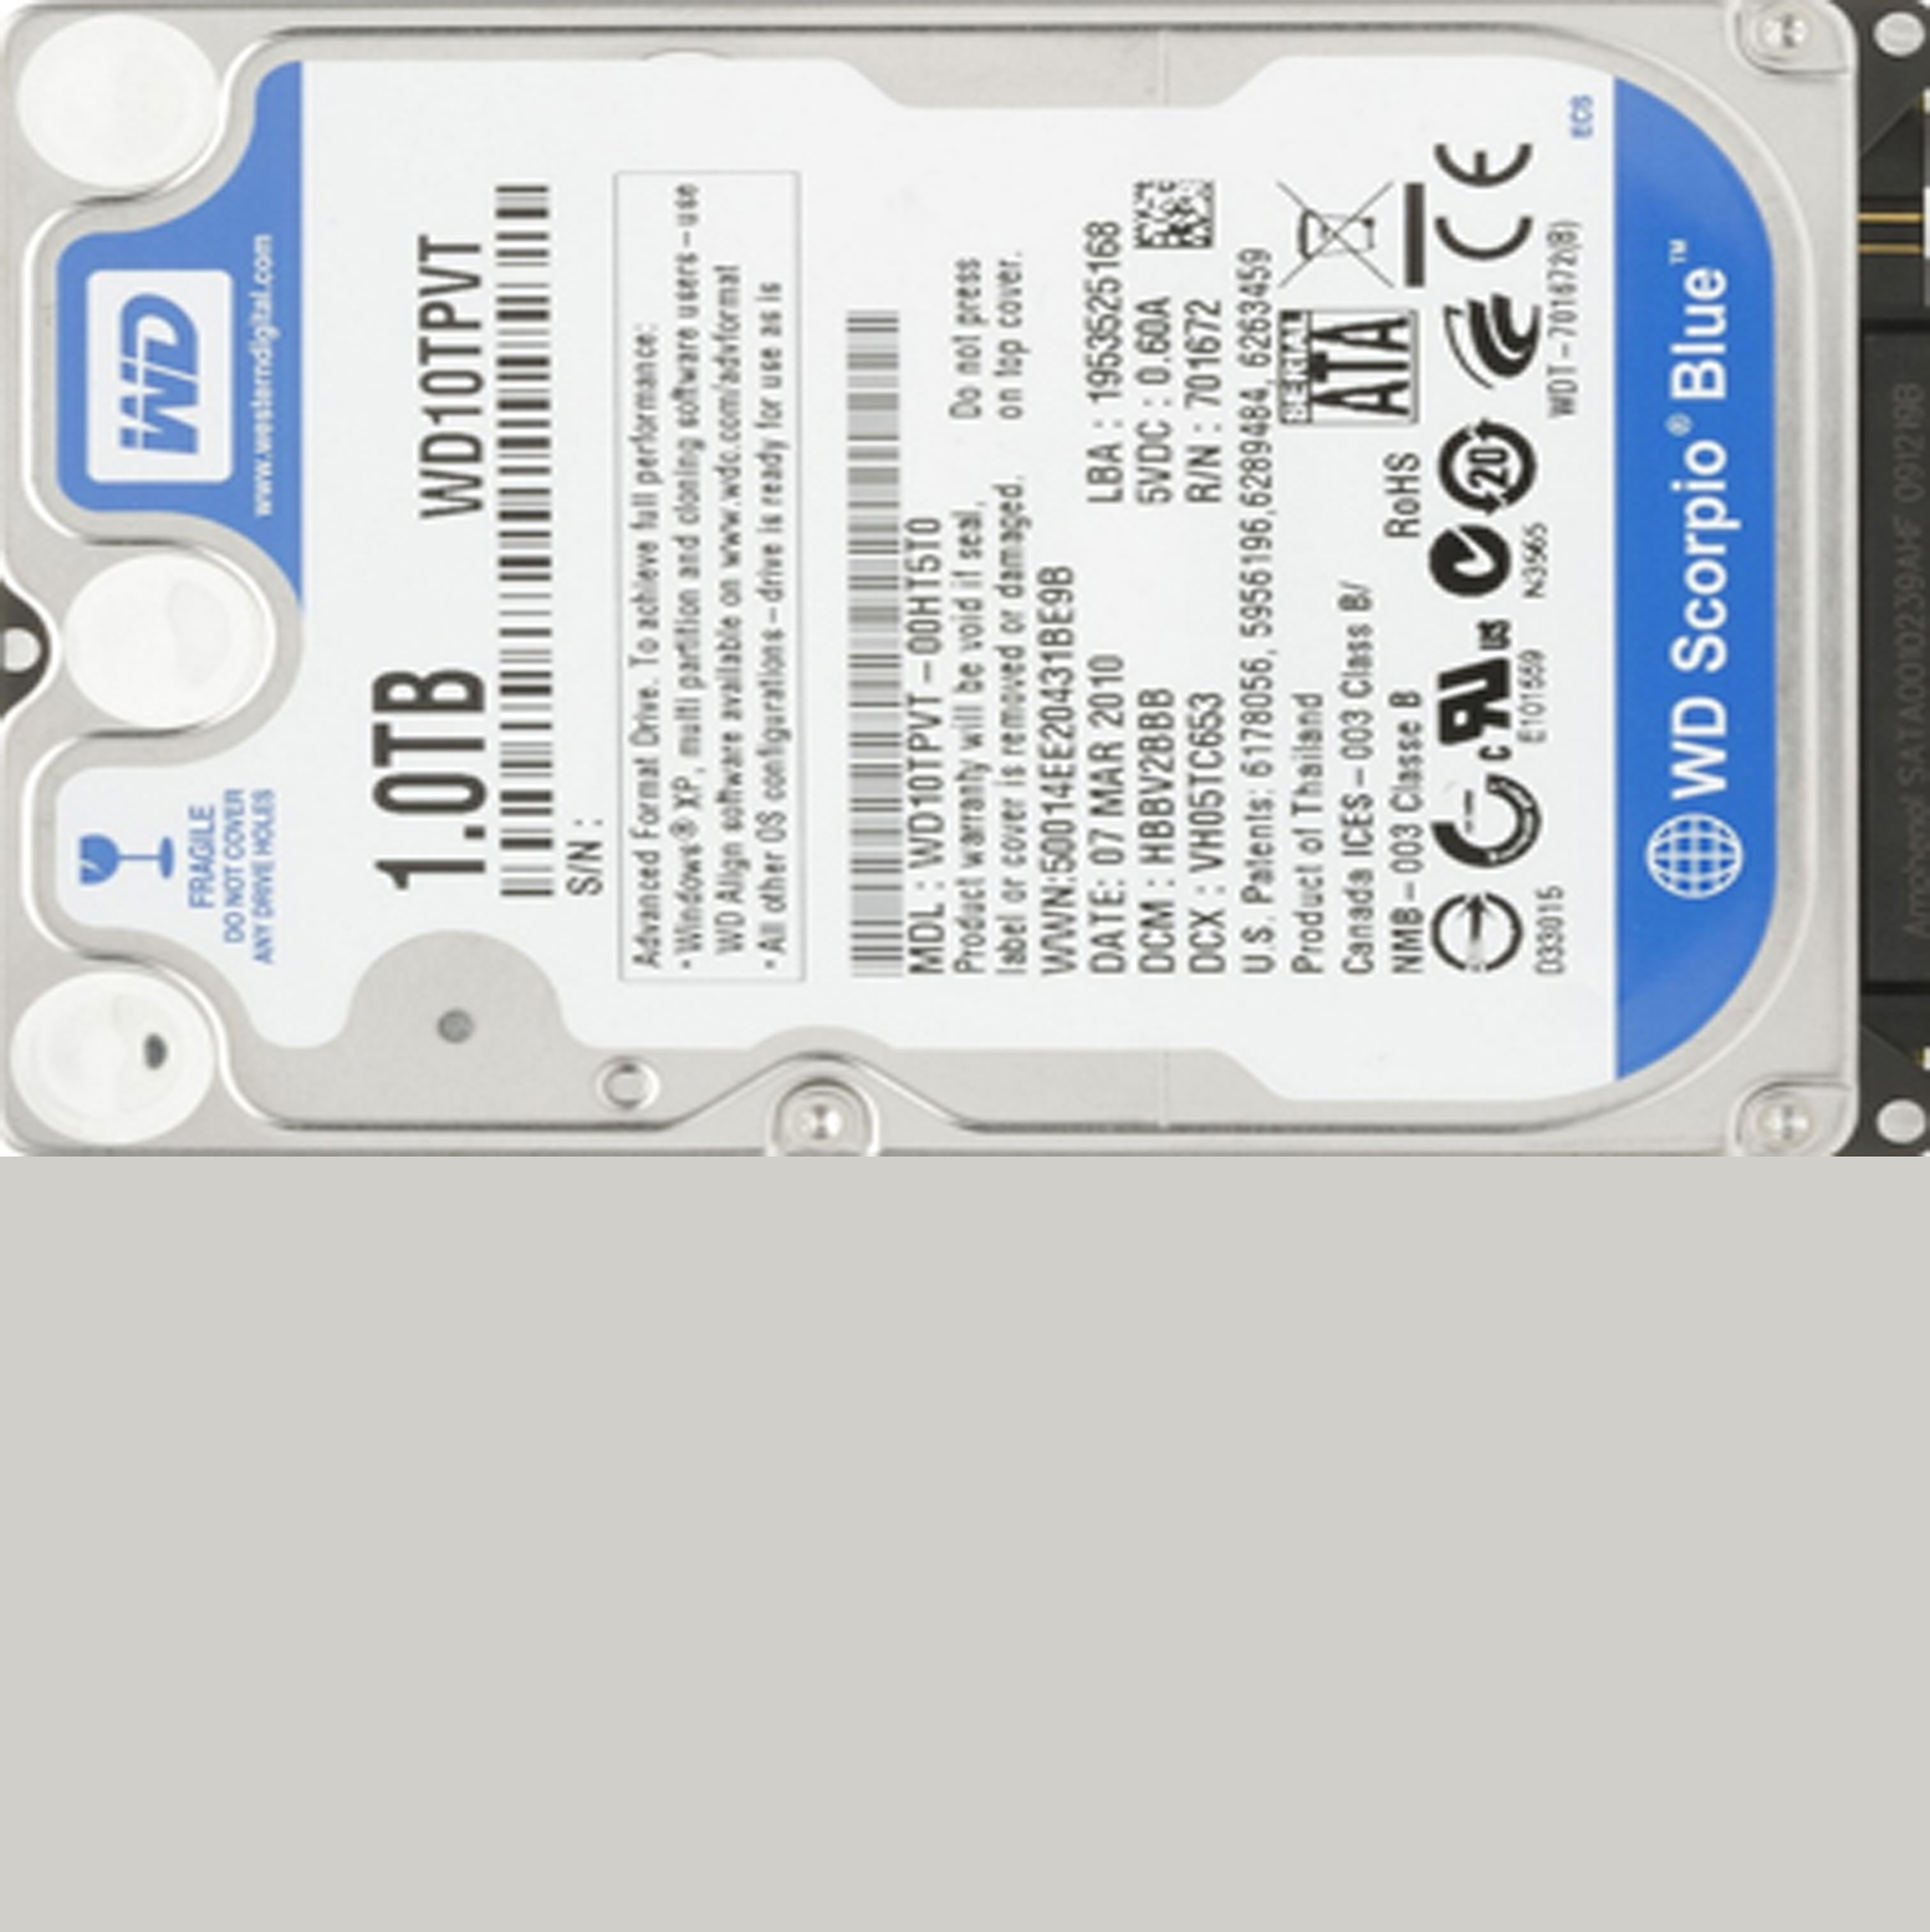 WD
www.westerndigital.com
FRAGILE
DO NOT COVER
ANY DRIVE HOLES
1.0TB WD10TPVT
S/N :
Advanced Format Drive. To achieve full performance:
• Windows® XP, multi partition and cloning software users-use
WD Align software available on www.wdc.com/advformat
• All other OS configurations-drive is ready for use as is
MDL : WD10TPVT-00HT5T0
Product warranty will be void if seal, Do not press
label or cover is removed or damaged. on top cover.
WWN:50014EE20431BE9B
DATE: 07 MAR 2010 LBA : 1953525168
DCM : HBBV2BBB 5VDC : 0.60A
DCX : VH05TC653 R/N : 701672
U.S. Patents: 6178056, 5956196,6289484, 6263459
Product of Thailand
SERIAL
ATA
Canada ICES-003 Class B/
NMB-003 Classe B RoHS
c us 20 CE
D33015 E101559 N3565 WDT-701672(8)
ECS
WD Scorpio® Blue™
Amphenol SATA001239AHF 091219B